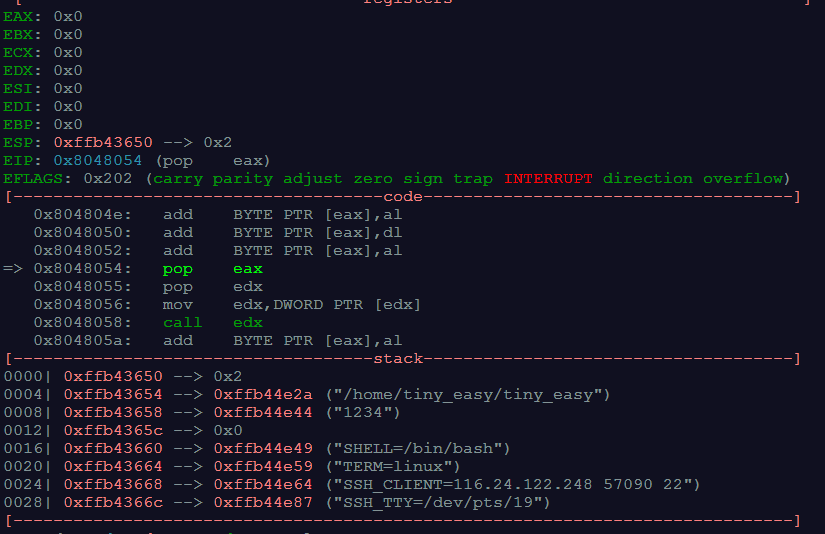 [ registers ]
EAX: 0x0
EBX: 0x0
ECX: 0x0
EDX: 0x0
ESI: 0x0
EDI: 0x0
EBP: 0x0
ESP: 0xffb43650 --> 0x2
EIP: 0x8048054 (pop    eax)
EFLAGS: 0x202 (carry parity adjust zero sign trap INTERRUPT direction overflow)
[-------------------------------------code-------------------------------------]
   0x804804e:	add    BYTE PTR [eax],al
   0x8048050:	add    BYTE PTR [eax],dl
   0x8048052:	add    BYTE PTR [eax],al
=> 0x8048054:	pop    eax
   0x8048055:	pop    edx
   0x8048056:	mov    edx,DWORD PTR [edx]
   0x8048058:	call   edx
   0x804805a:	add    BYTE PTR [eax],al
[------------------------------------stack-------------------------------------]
0000| 0xffb43650 --> 0x2
0004| 0xffb43654 --> 0xffb44e2a ("/home/tiny_easy/tiny_easy")
0008| 0xffb43658 --> 0xffb44e44 ("1234")
0012| 0xffb4365c --> 0x0
0016| 0xffb43660 --> 0xffb44e49 ("SHELL=/bin/bash")
0020| 0xffb43664 --> 0xffb44e59 ("TERM=linux")
0024| 0xffb43668 --> 0xffb44e64 ("SSH_CLIENT=116.24.122.248 57090 22")
0028| 0xffb4366c --> 0xffb44e87 ("SSH_TTY=/dev/pts/19")
[------------------------------------------------------------------------------]